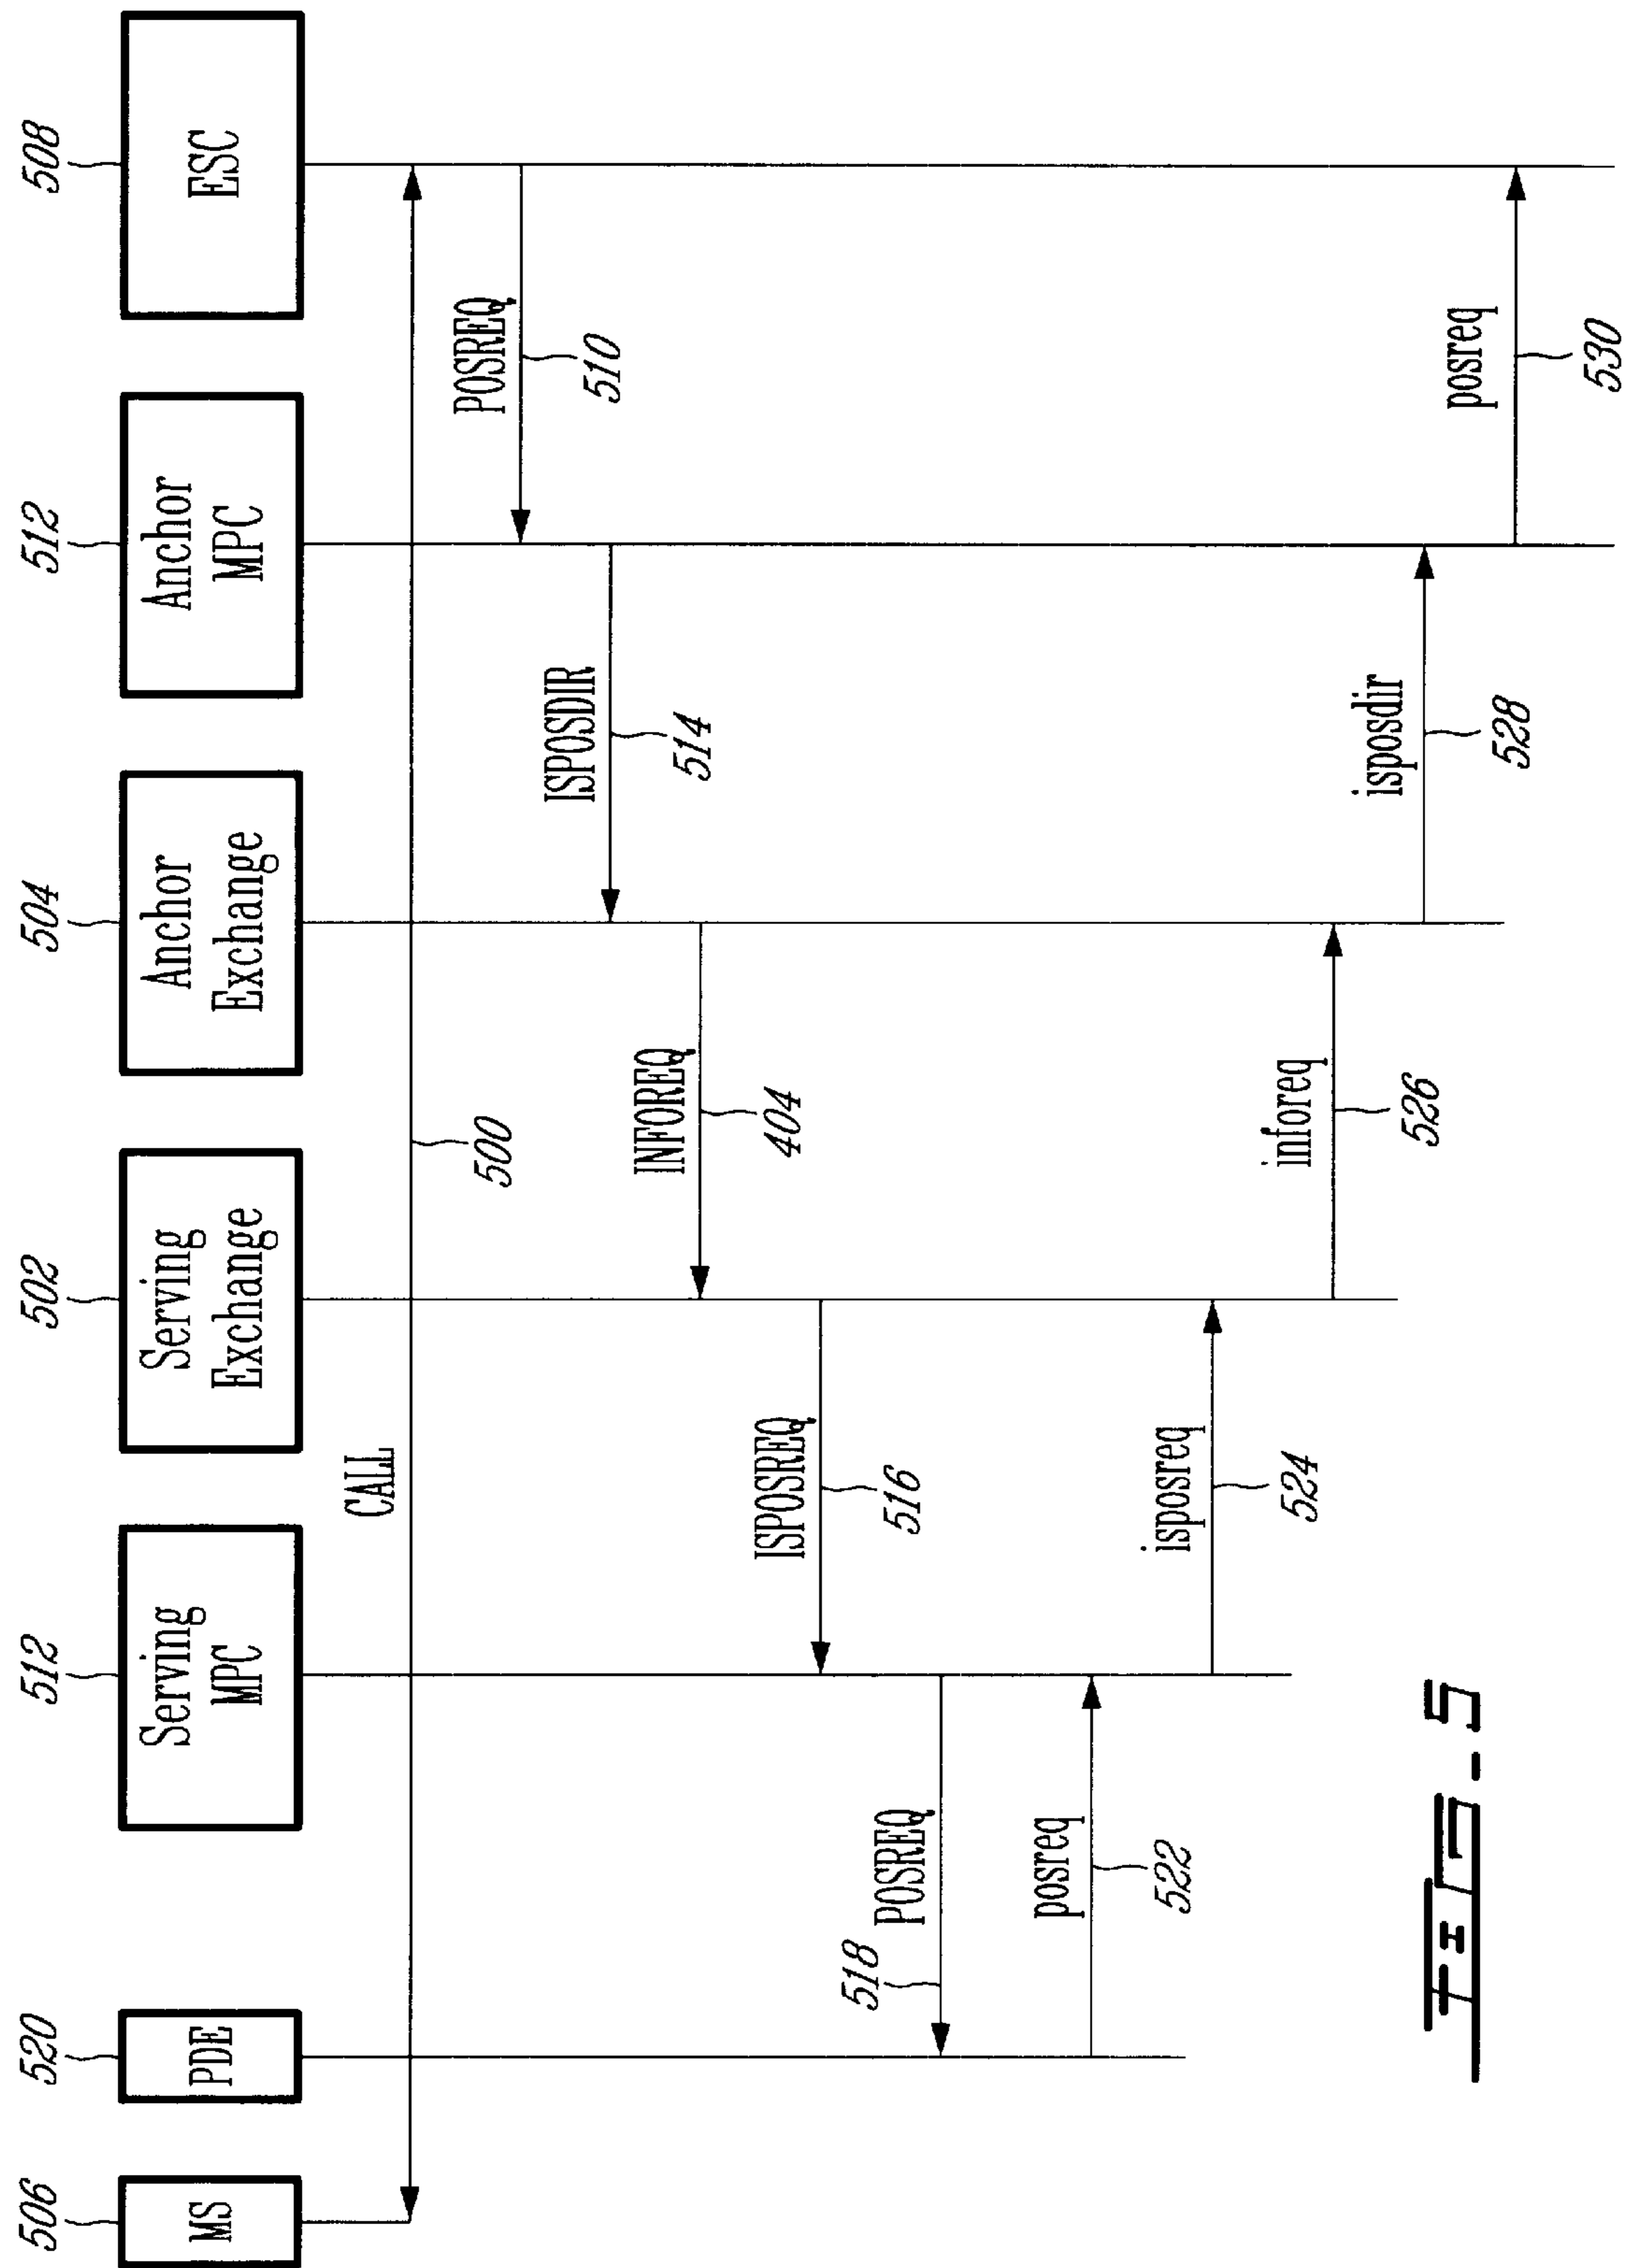 506
520
512
502
504
512
508
MS
PDE
Serving
MPC
Serving
Exchange
Anchor
Exchange
Anchor
MPC
ESC
CALL
500
POSREQ
510
ISPOSDIR
514
INFOREQ
404
ISPOSREQ
516
POSREQ
518
posreq
522
isposreq
524
inforeq
526
isposdir
528
posreq
530
FIG-5